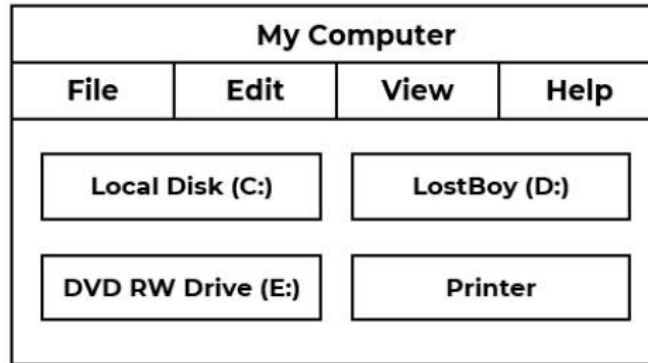 My Computer
File Edit View Help
Local Disk (C:) LostBoy (D:)
DVD RW Drive (E:) Printer